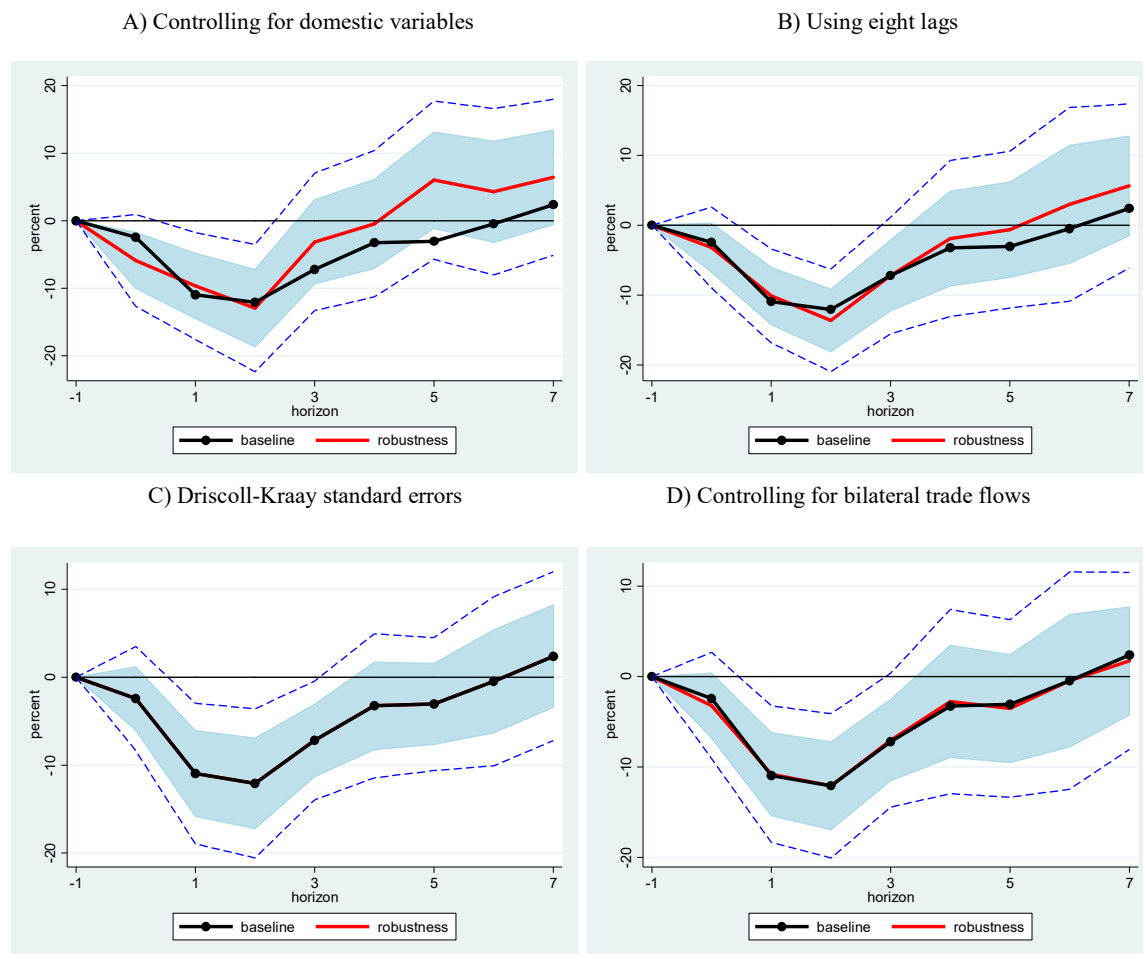 A) Controlling for domestic variables
20
10
0
-10
-20
percent
-1 1 3 5 7
horizon
baseline robustness
B) Using eight lags
20
10
0
-10
-20
percent
-1 1 3 5 7
horizon
baseline robustness
C) Driscoll-Kraay standard errors
10
0
-10
-20
percent
-1 1 3 5 7
horizon
baseline robustness
D) Controlling for bilateral trade flows
10
0
-10
-20
percent
-1 1 3 5 7
horizon
baseline robustness